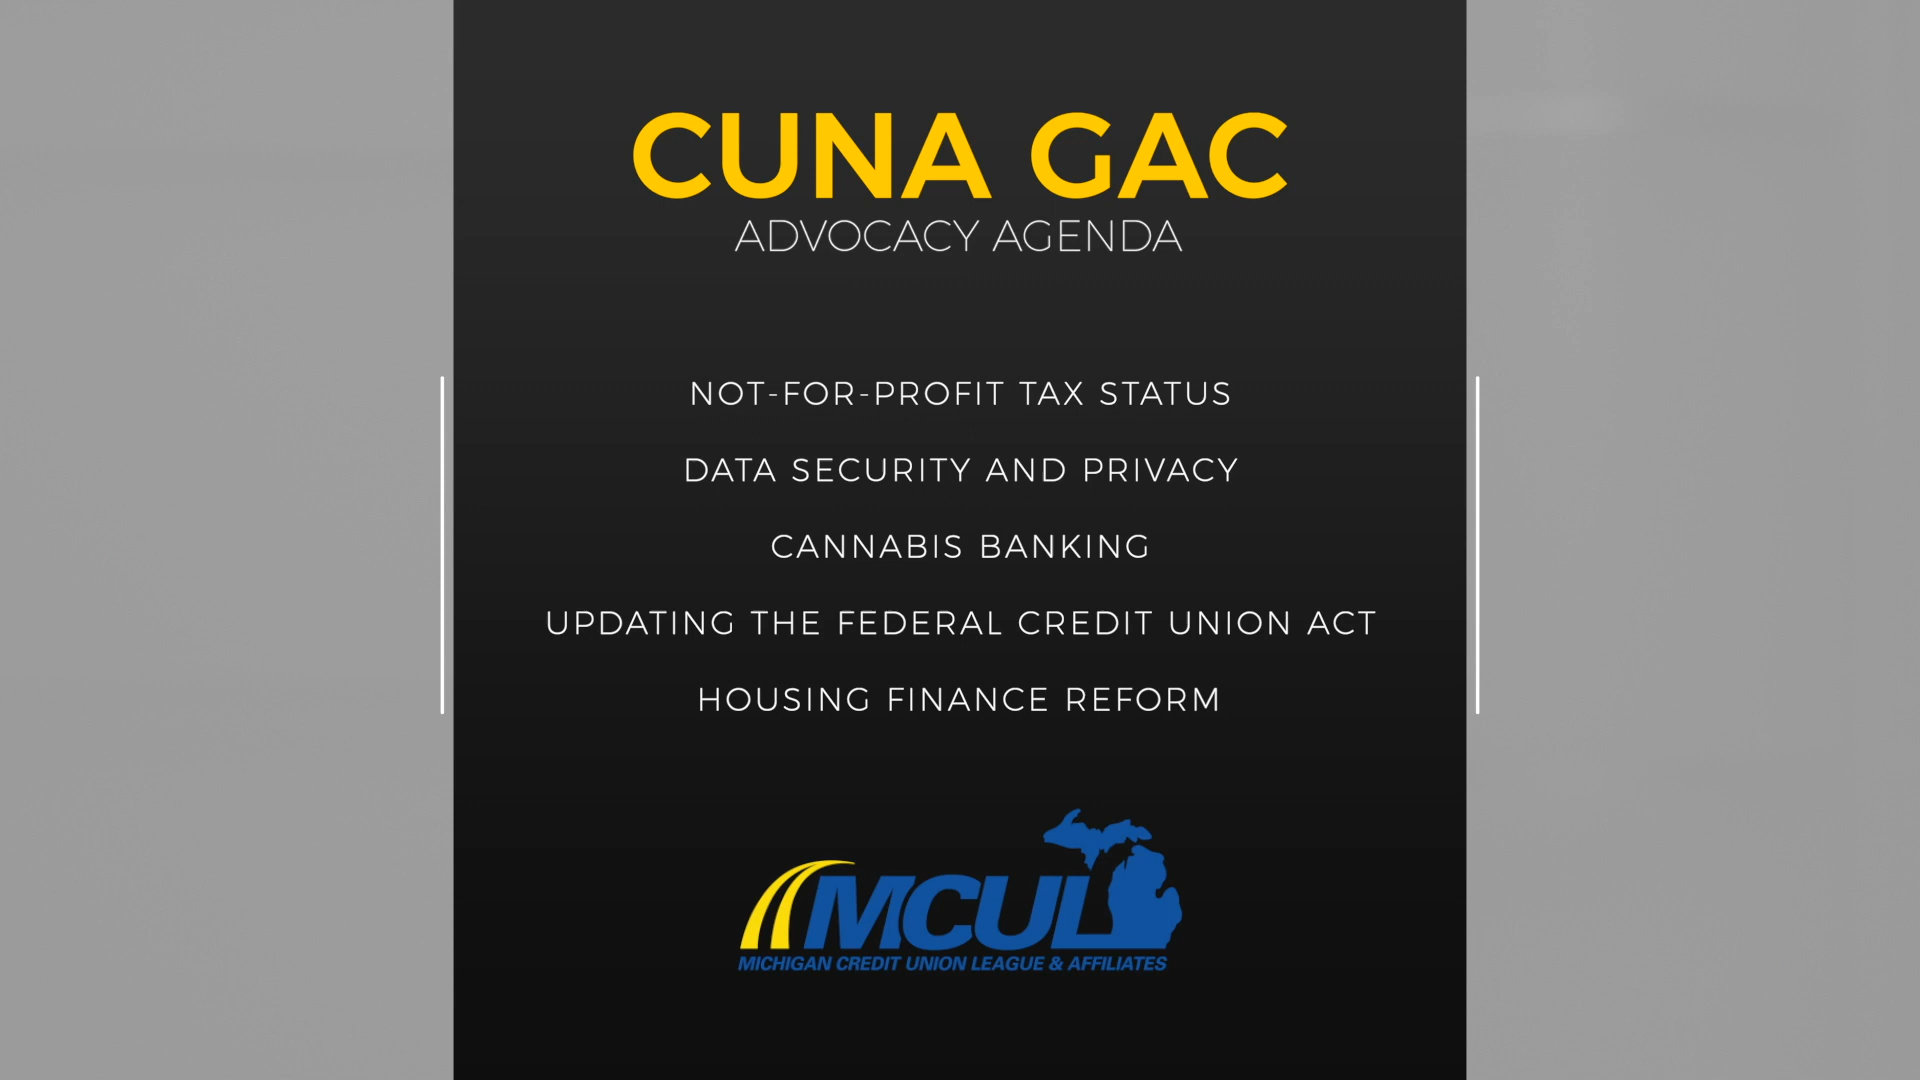 CUNA GAC
ADVOCACY AGENDA
NOT-FOR-PROFIT TAX STATUS
DATA SECURITY AND PRIVACY
CANNABIS BANKING
UPDATING THE FEDERAL CREDIT UNION ACT
HOUSING FINANCE REFORM
MCUL
MICHIGAN CREDIT UNION LEAGUE & AFFILIATES